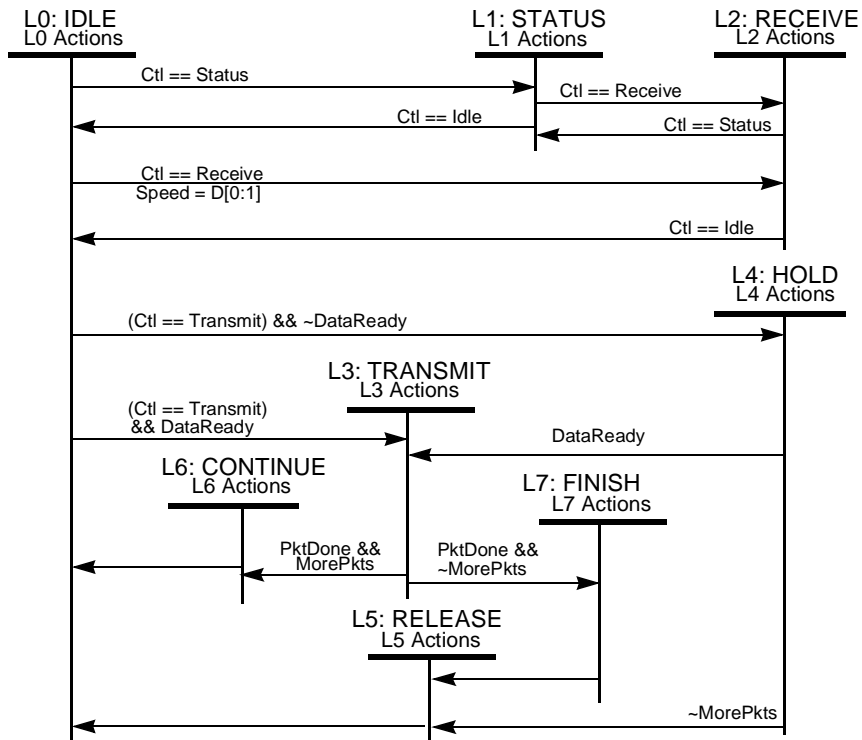 L0: IDLE
L0 Actions
L1: STATUS
L1 Actions
L2: RECEIVE
L2 Actions
Ctl == Status
Ctl == Receive
Ctl == Idle
Ctl == Status
Ctl == Receive
Speed = D[0:1]
Ctl == Idle
L4: HOLD
L4 Actions
(Ctl == Transmit) && ~DataReady
L3: TRANSMIT
L3 Actions
(Ctl == Transmit)
&& DataReady
DataReady
L6: CONTINUE
L6 Actions
L7: FINISH
L7 Actions
PktDone &&
MorePkts
PktDone &&
~MorePkts
L5: RELEASE
L5 Actions
~MorePkts